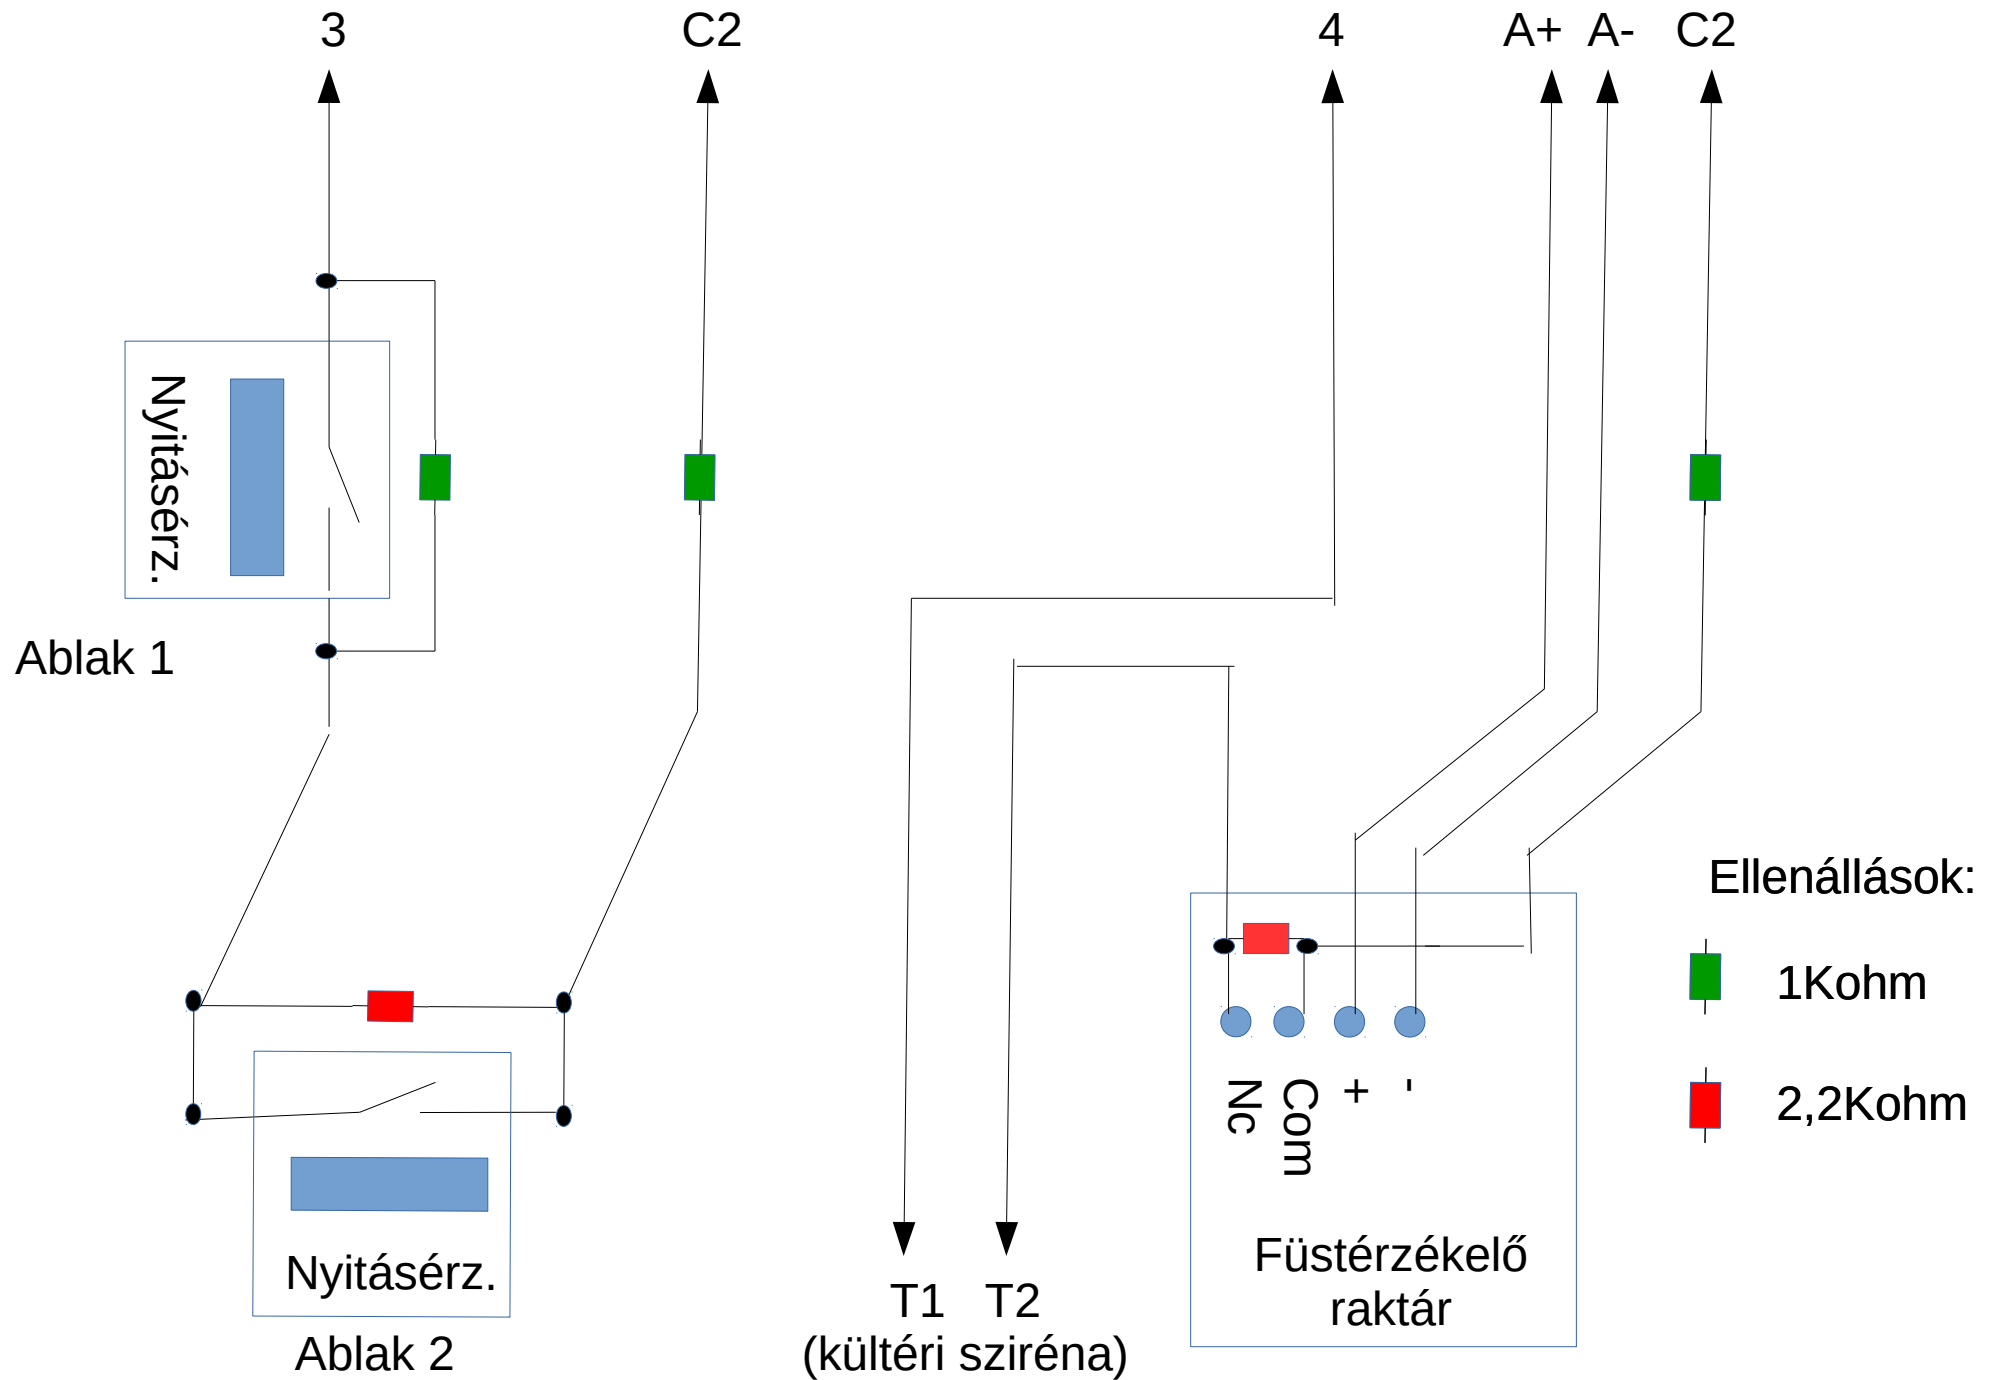 3
C2
4
A+
A-
C2
Nyitásérz.
Ablak 1
Nyitásérz.
Ablak 2
T1
T2
(kültéri sziréna)
Nc
Com
+
-
Füstérzékelő
raktár
Ellenállások:
1Kohm
2,2Kohm